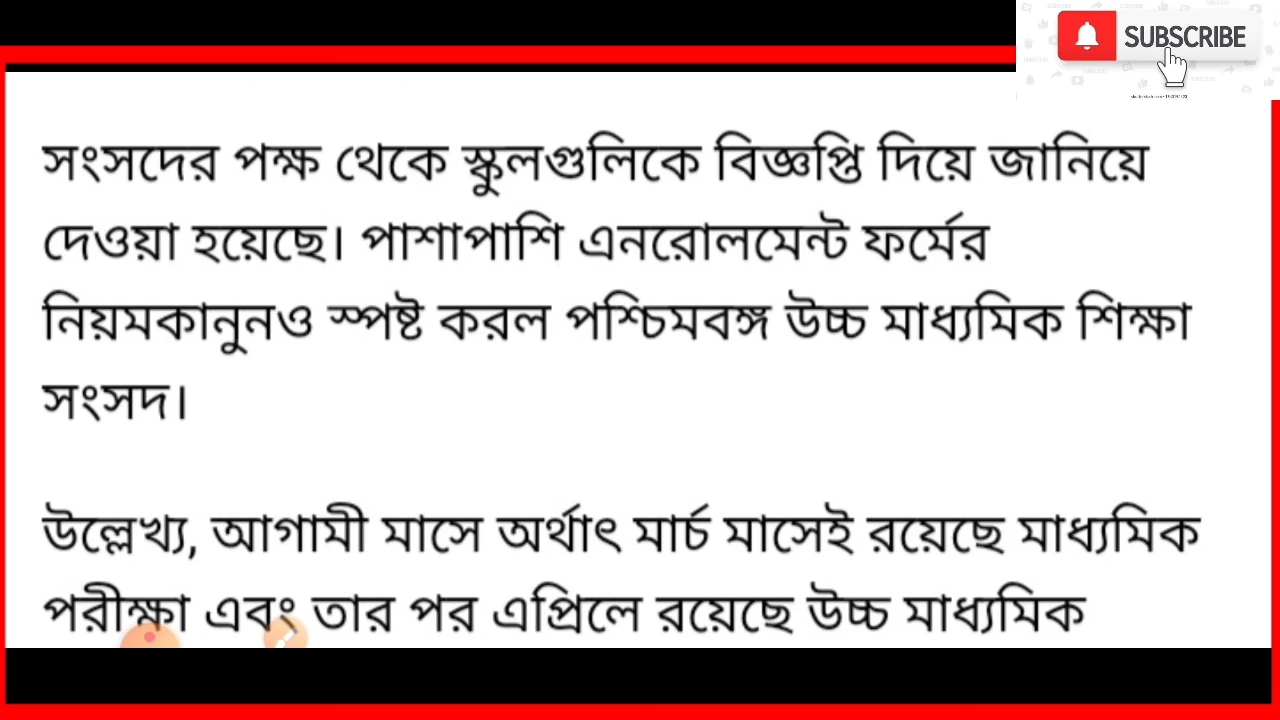 SUBSCRIBE
সংসদের পক্ষ থেকে স্কুলগুলিকে বিজ্ঞপ্তি দিয়ে জানিয়ে
দেওয়া হয়েছে। পাশাপাশি এনরোলমেন্ট ফর্মের
নিয়মকানুনও স্পষ্ট করল পশ্চিমবঙ্গ উচ্চ মাধ্যমিক শিক্ষা
সংসদ।
উল্লেখ্য, আগামী মাসে অর্থাৎ মার্চ মাসেই রয়েছে মাধ্যমিক
পরীক্ষা এবং তার পর এপ্রিলে রয়েছে উচ্চ মাধ্যমিক